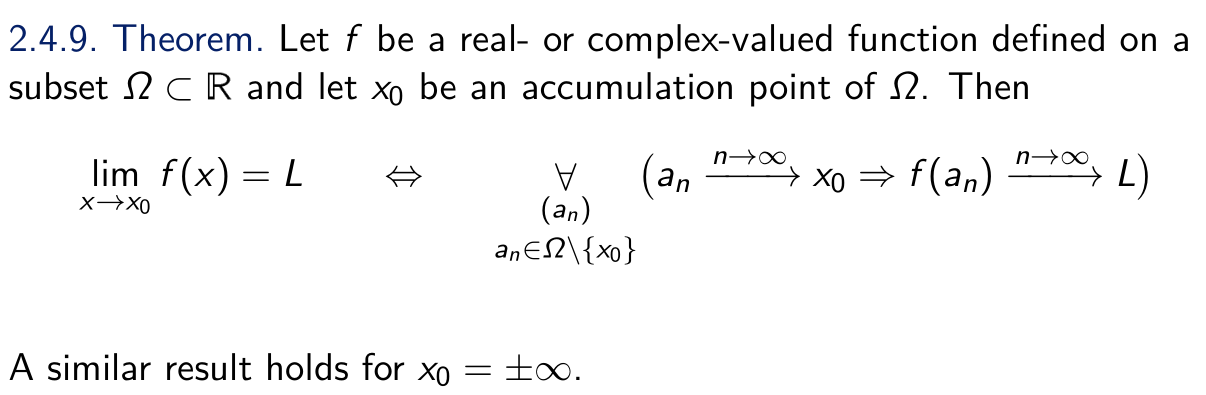 2.4.9. Theorem. Let f be a real- or complex-valued function defined on a
subset Ω ⊂ ℝ and let x₀ be an accumulation point of Ω. Then
lim f(x) = L ⇔ ∀ (aₙ n→∞⟶ x₀ ⇒ f(aₙ) n→∞⟶ L)
x→x₀ (aₙ)
aₙ∈Ω\{x₀}
A similar result holds for x₀ = ±∞.